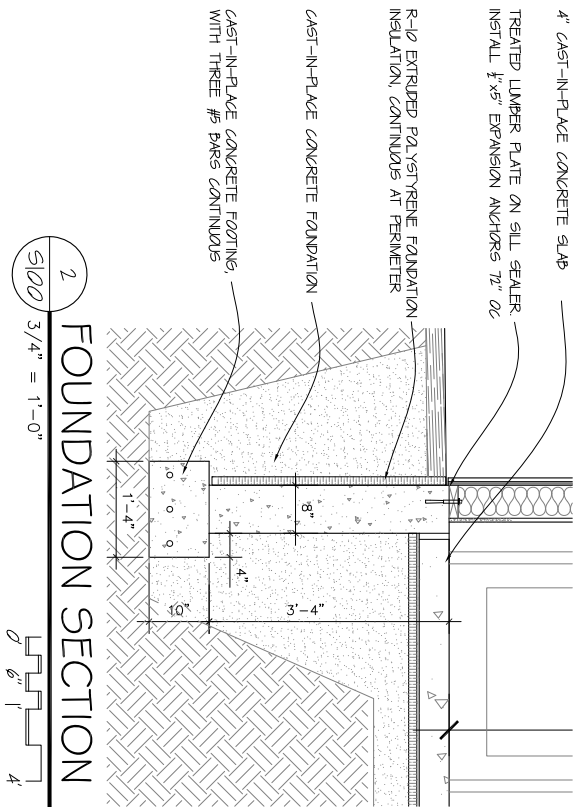 4" CAST-IN-PLACE CONCRETE SLAB
TREATED LUMBER PLATE ON SILL SEALER.
INSTALL ½"x5" EXPANSION ANCHORS 72" OC
R-10 EXTRUDED POLYSTYRENE FOUNDATION
INSULATION, CONTINUOUS AT PERIMETER
CAST-IN-PLACE CONCRETE FOUNDATION
CAST-IN-PLACE CONCRETE FOOTING,
WITH THREE #5 BARS CONTINUOUS
8"
3'-4"
4"
10"
1'-4"
2
S100
FOUNDATION SECTION
3/4" = 1'-0"
0' 6" 1' 4'